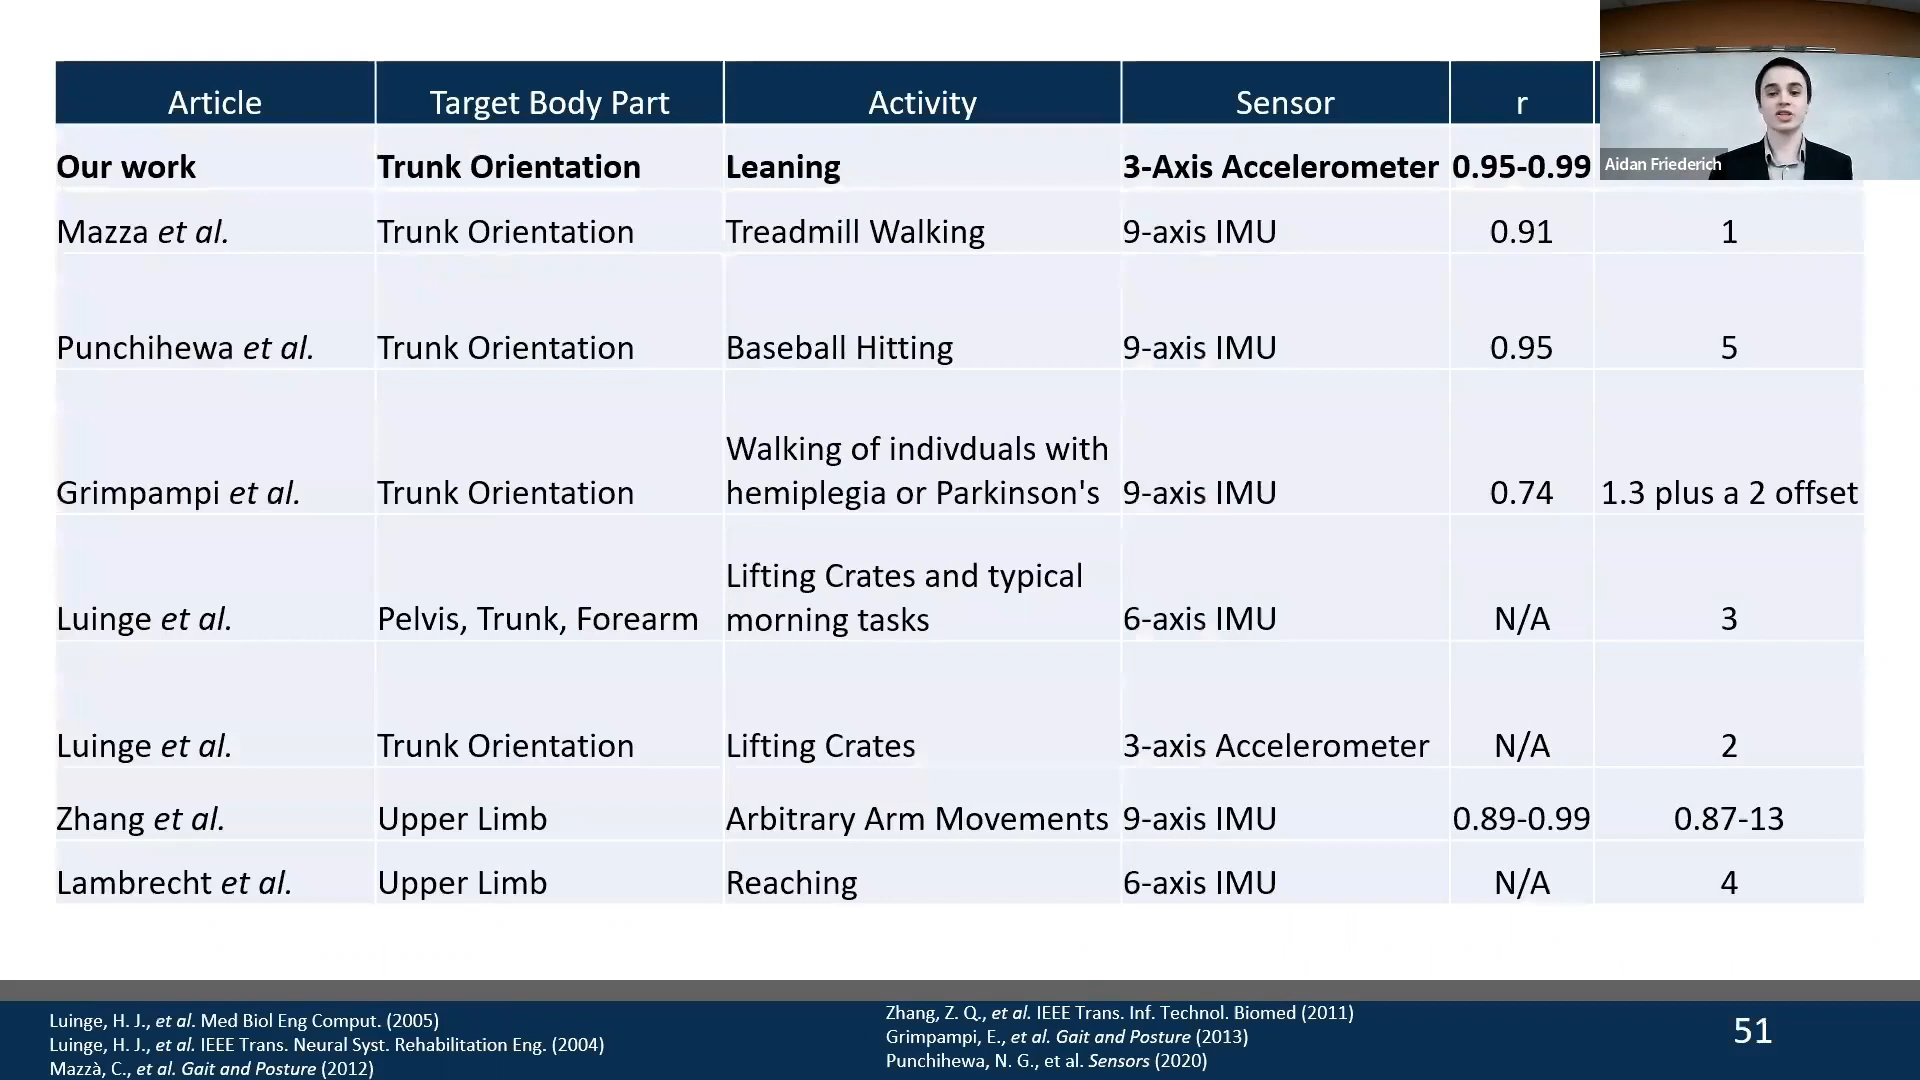 Article Target Body Part Activity Sensor r
Our work Trunk Orientation Leaning 3-Axis Accelerometer 0.95-0.99
Aidan Friederich
Mazza et al. Trunk Orientation Treadmill Walking 9-axis IMU 0.91 1
Punchihewa et al. Trunk Orientation Baseball Hitting 9-axis IMU 0.95 5
Walking of indivduals with
Grimpampi et al. Trunk Orientation hemiplegia or Parkinson's 9-axis IMU 0.74 1.3 plus a 2 offset
Lifting Crates and typical
Luinge et al. Pelvis, Trunk, Forearm morning tasks 6-axis IMU N/A 3
Luinge et al. Trunk Orientation Lifting Crates 3-axis Accelerometer N/A 2
Zhang et al. Upper Limb Arbitrary Arm Movements 9-axis IMU 0.89-0.99 0.87-13
Lambrecht et al. Upper Limb Reaching 6-axis IMU N/A 4
Luinge, H. J., et al. Med Biol Eng Comput. (2005)
Luinge, H. J., et al. IEEE Trans. Neural Syst. Rehabilitation Eng. (2004)
Mazzà, C., et al. Gait and Posture (2012)
Zhang, Z. Q., et al. IEEE Trans. Inf. Technol. Biomed (2011)
Grimpampi, E., et al. Gait and Posture (2013)
Punchihewa, N. G., et al. Sensors (2020)
51